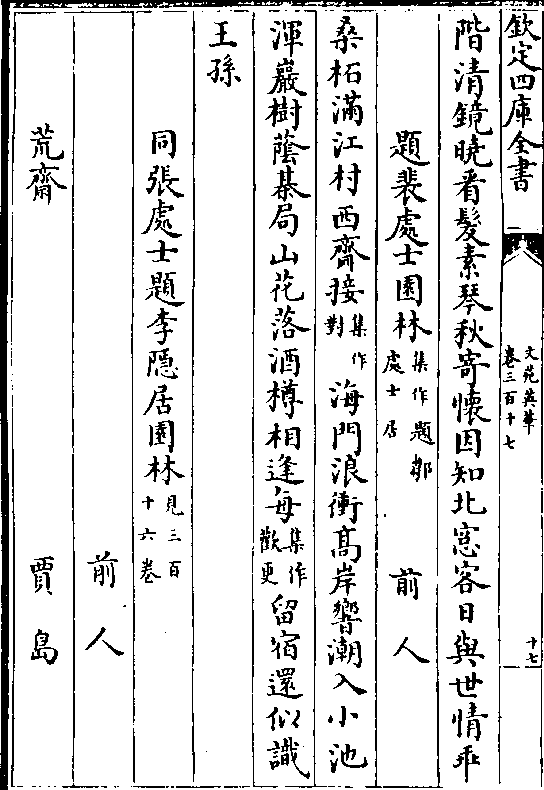 欽定四庫全書
文苑英華
卷三百十七
十七
階清鏡曉看髮素琴秋寄懷因知北窓客日與世情乖
題裴處士園林集作題鄒處士居 前人
桑柘滿江村西齋接集作對海門浪衝髙岸響潮入小池
渾巖樹䕃棊局山花落酒樽相逢每集作歡更留宿還似識
王孫
同張處士題李隠居園林見三百十六卷
前人
荒齋 賈島